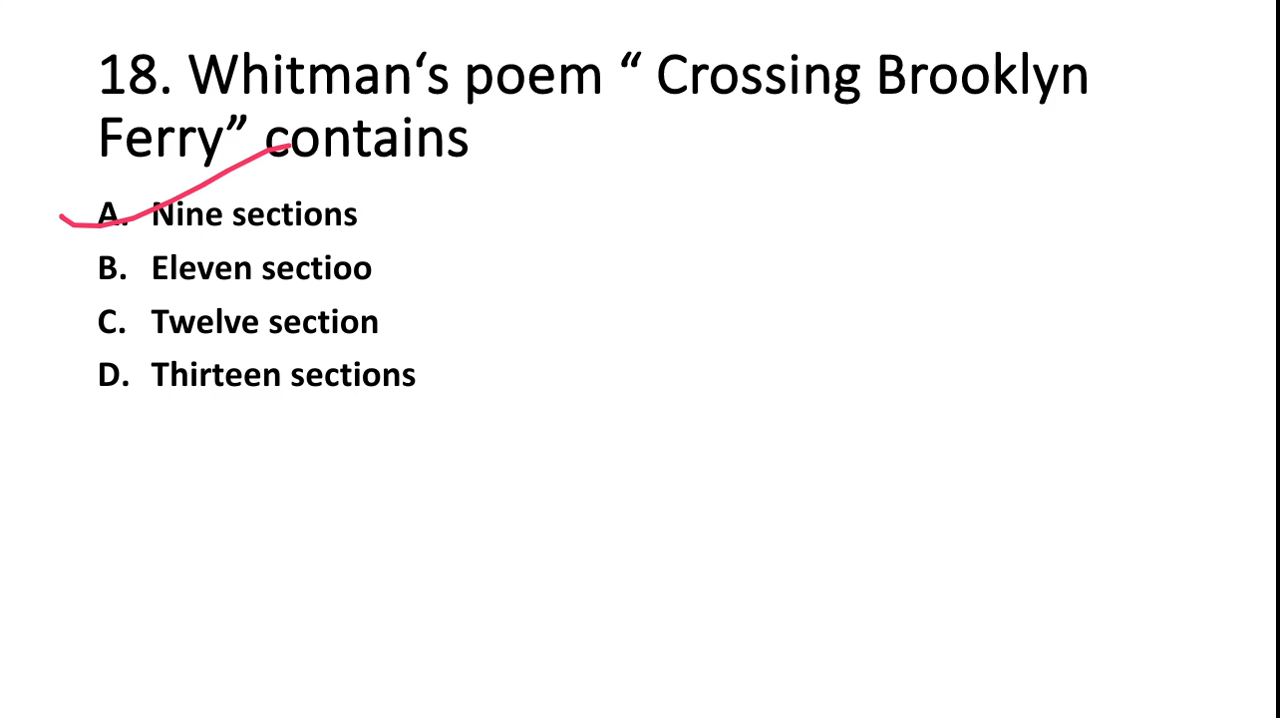 18. Whitman‘s poem “ Crossing Brooklyn
Ferry” contains
A. Nine sections
B. Eleven sectioo
C. Twelve section
D. Thirteen sections